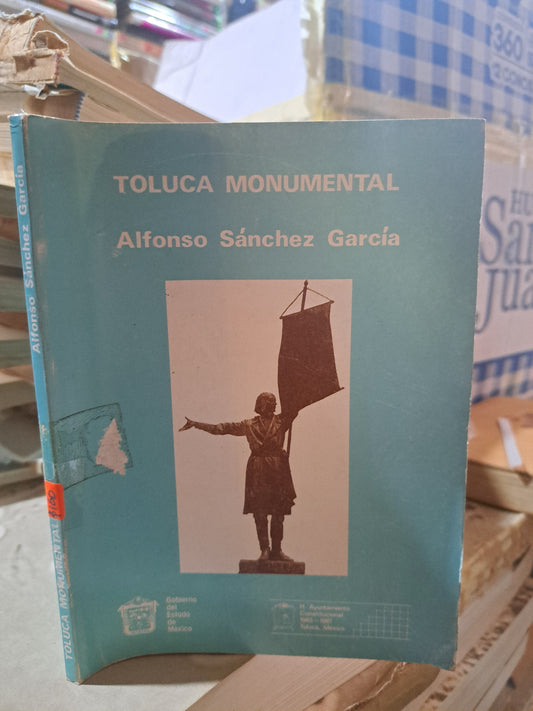 TOLUCA MONUMENTAL
Alfonso Sánchez García
Gobierno
del
Estado
de
México
H. Ayuntamiento
Constitucional
Toluca, México
Alfonso Sánchez García
TOLUCA MONUMENTAL
360
HU
San
Jua